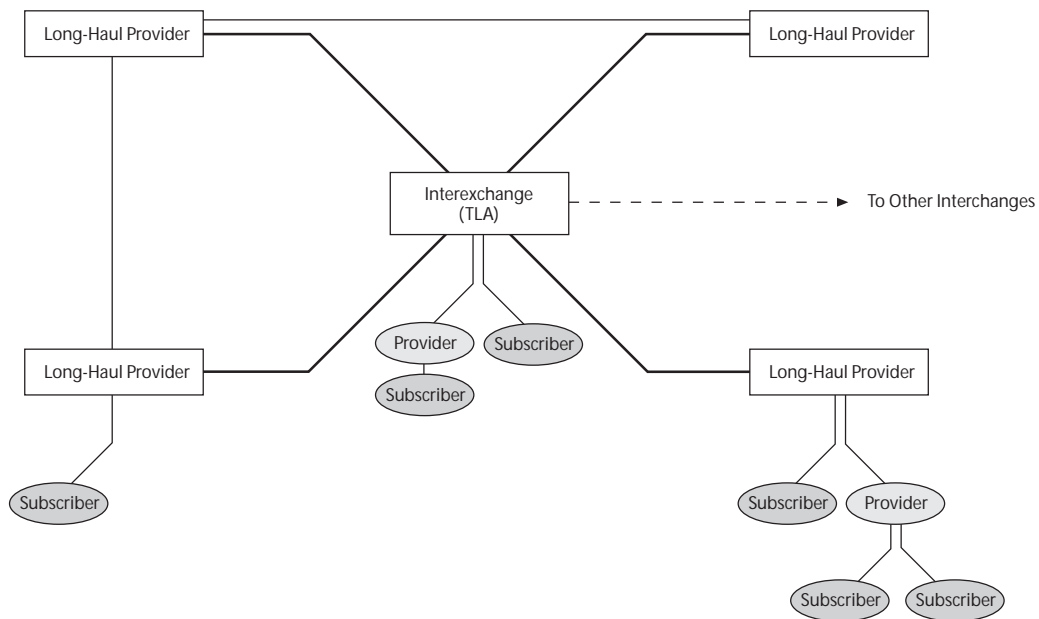 Long-Haul Provider
Long-Haul Provider
Interexchange
(TLA)
To Other Interchanges
Provider
Subscriber
Subscriber
Long-Haul Provider
Long-Haul Provider
Subscriber
Subscriber
Provider
Subscriber
Subscriber